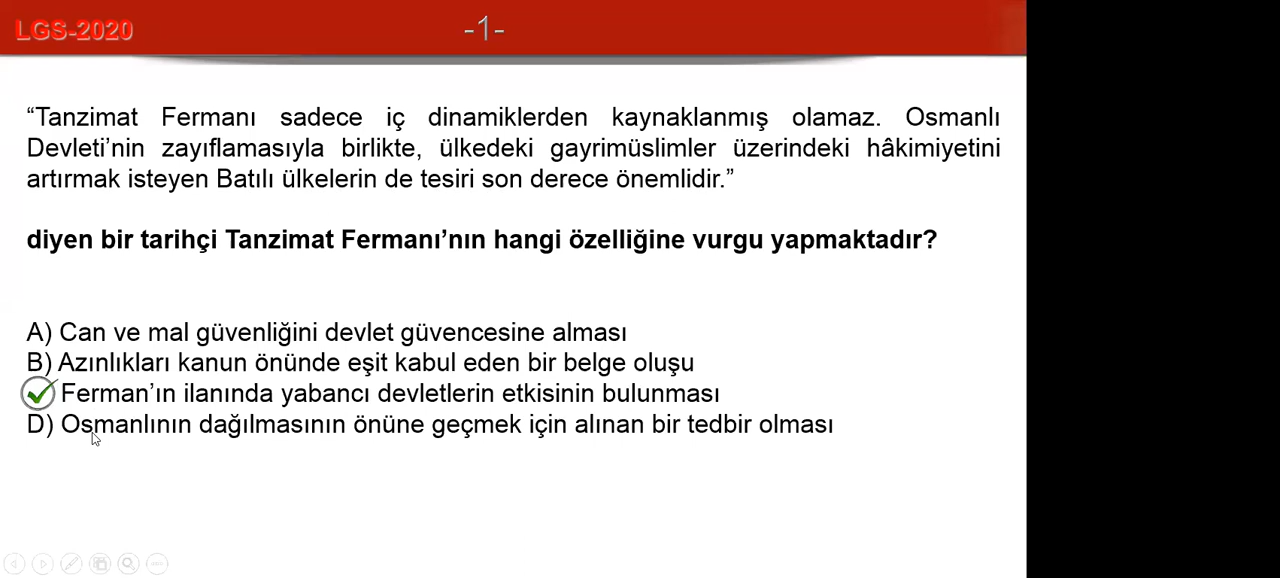 LGS-2020
-1-
“Tanzimat Fermanı sadece iç dinamiklerden kaynaklanmış olamaz. Osmanlı
Devleti’nin zayıflamasıyla birlikte, ülkedeki gayrimüslimler üzerindeki hâkimiyetini
artırmak isteyen Batılı ülkelerin de tesiri son derece önemlidir.”
diyen bir tarihçi Tanzimat Fermanı’nın hangi özelliğine vurgu yapmaktadır?
A) Can ve mal güvenliğini devlet güvencesine alması
B) Azınlıkları kanun önünde eşit kabul eden bir belge oluşu
Ferman’ın ilanında yabancı devletlerin etkisinin bulunması
D) Osmanlının dağılmasının önüne geçmek için alınan bir tedbir olması